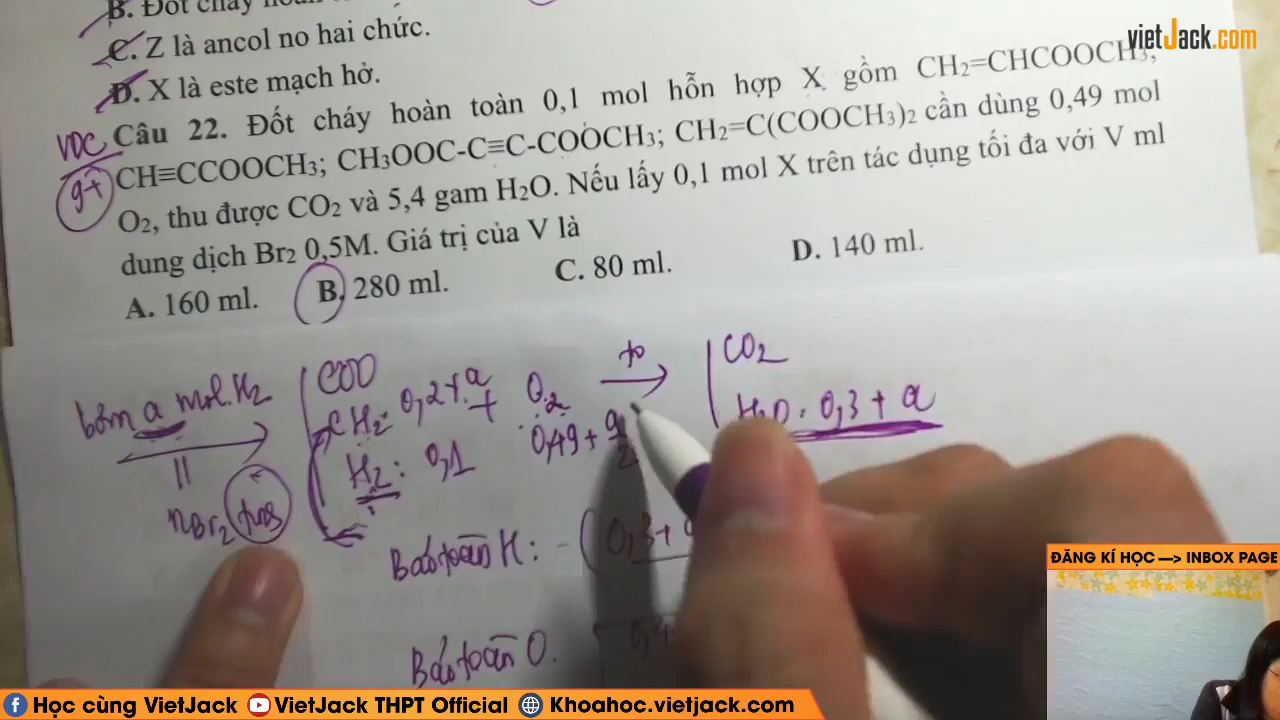 vietJack.com
B. Đốt cháy
C. Z là ancol no hai chức.
D. X là este mạch hở.
VDC Câu 22. Đốt cháy hoàn toàn 0,1 mol hỗn hợp X gồm CH2=CHCOOCH3;
9+ CH≡CCOOCH3; CH3OOC-C≡C-COOCH3; CH2=C(COOCH3)2 cần dùng 0,49 mol
O2, thu được CO2 và 5,4 gam H2O. Nếu lấy 0,1 mol X trên tác dụng tối đa với V ml
dung dịch Br2 0,5M. Giá trị của V là
A. 160 ml. B. 280 ml. C. 80 ml. D. 140 ml.
bơm a mol H2 COO + O2 to CO2
CH2: 0,2+a 0,49 + a/2 H2O: 0,3 + a
H2: 0,1
nBr2
Bảo toàn H: (0,3+
Bảo toàn O.
ĐĂNG KÍ HỌC —> INBOX PAGE
Học cùng VietJack VietJack THPT Official Khoahoc.vietjack.com